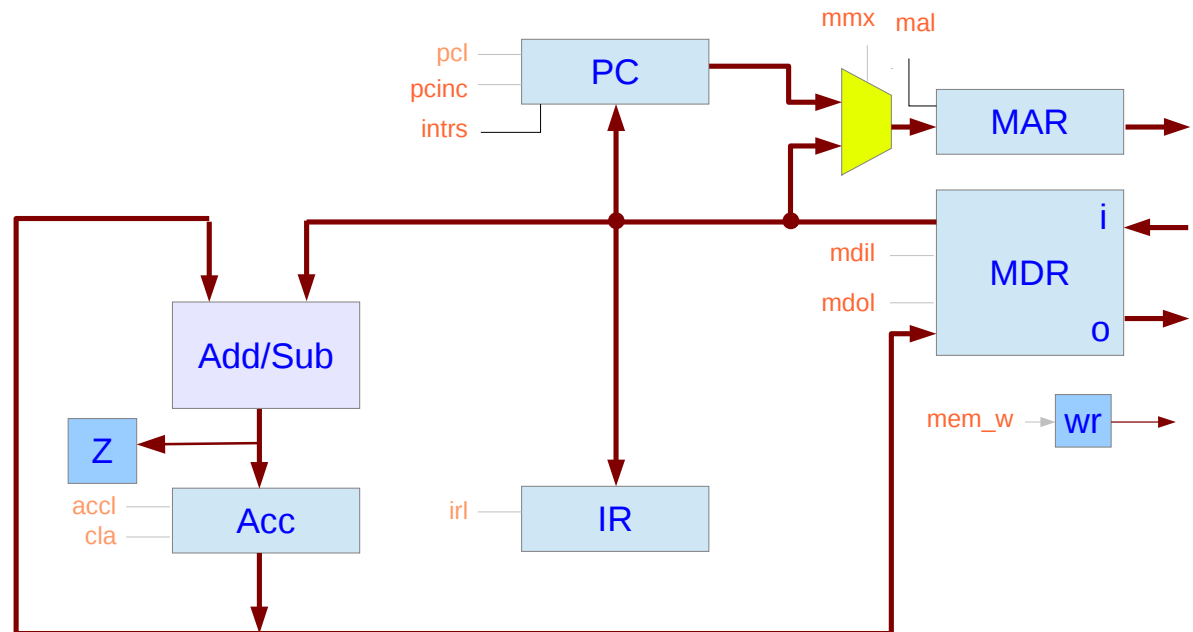 mmx
mal
pcl
PC
pcinc
intrs
MAR
i
mdil
MDR
mdol
o
Add/Sub
mem_w
wr
Z
accl
Acc
cla
irl
IR